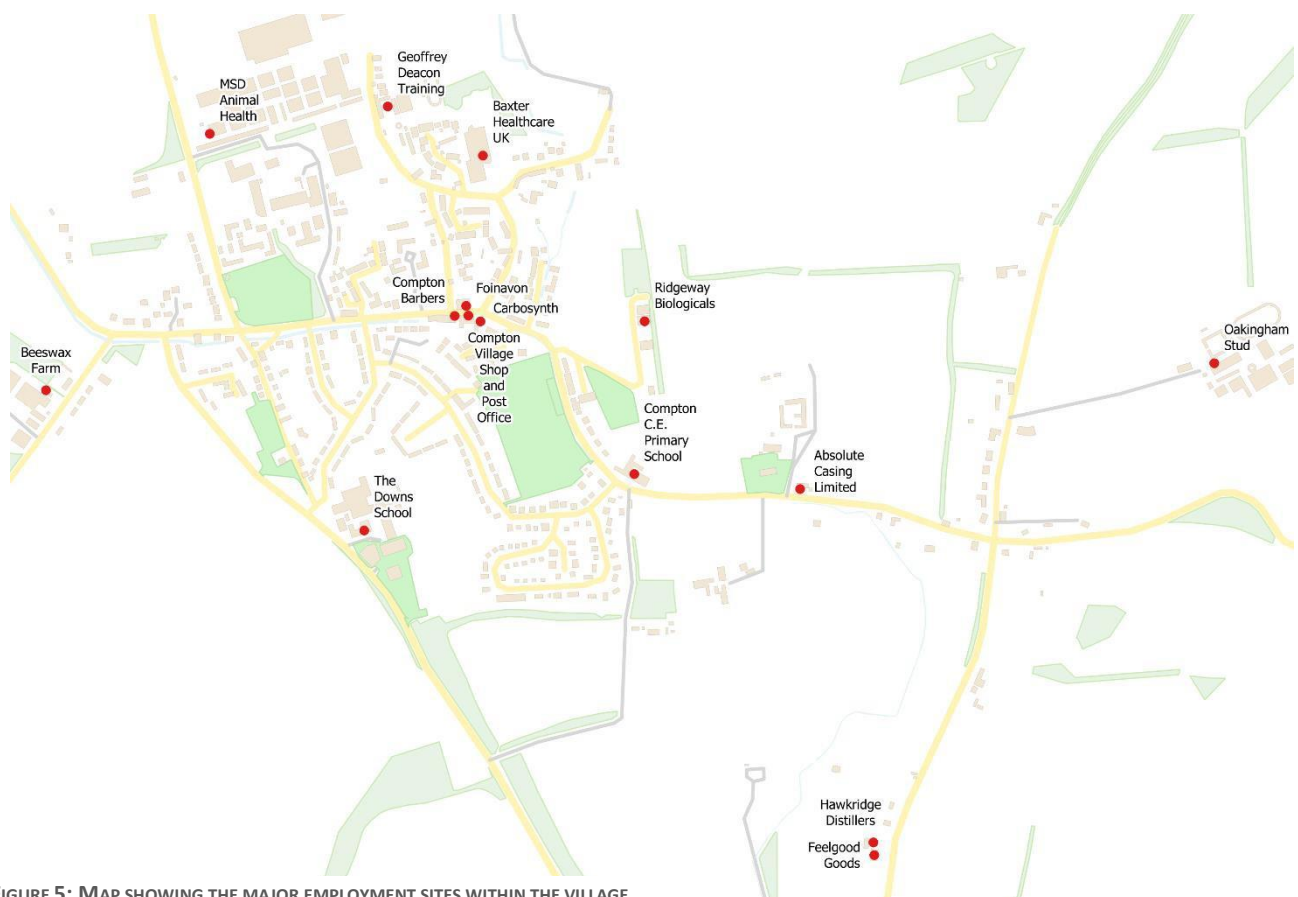 Geoffrey
Deacon
Training
MSD
Animal
Health
Baxter
Healthcare
UK
Compton
Barbers
Foinavon
Carbosynth
Ridgeway
Biologicals
Oakingham
Stud
Beeswax
Farm
Compton
Village
Shop
and
Post
Office
Compton
C.E.
Primary
School
Absolute
Casing
Limited
The
Downs
School
Hawkridge
Distillers
Feelgood
Goods
FIGURE 5: MAP SHOWING THE MAJOR EMPLOYMENT SITES WITHIN THE VILLAGE